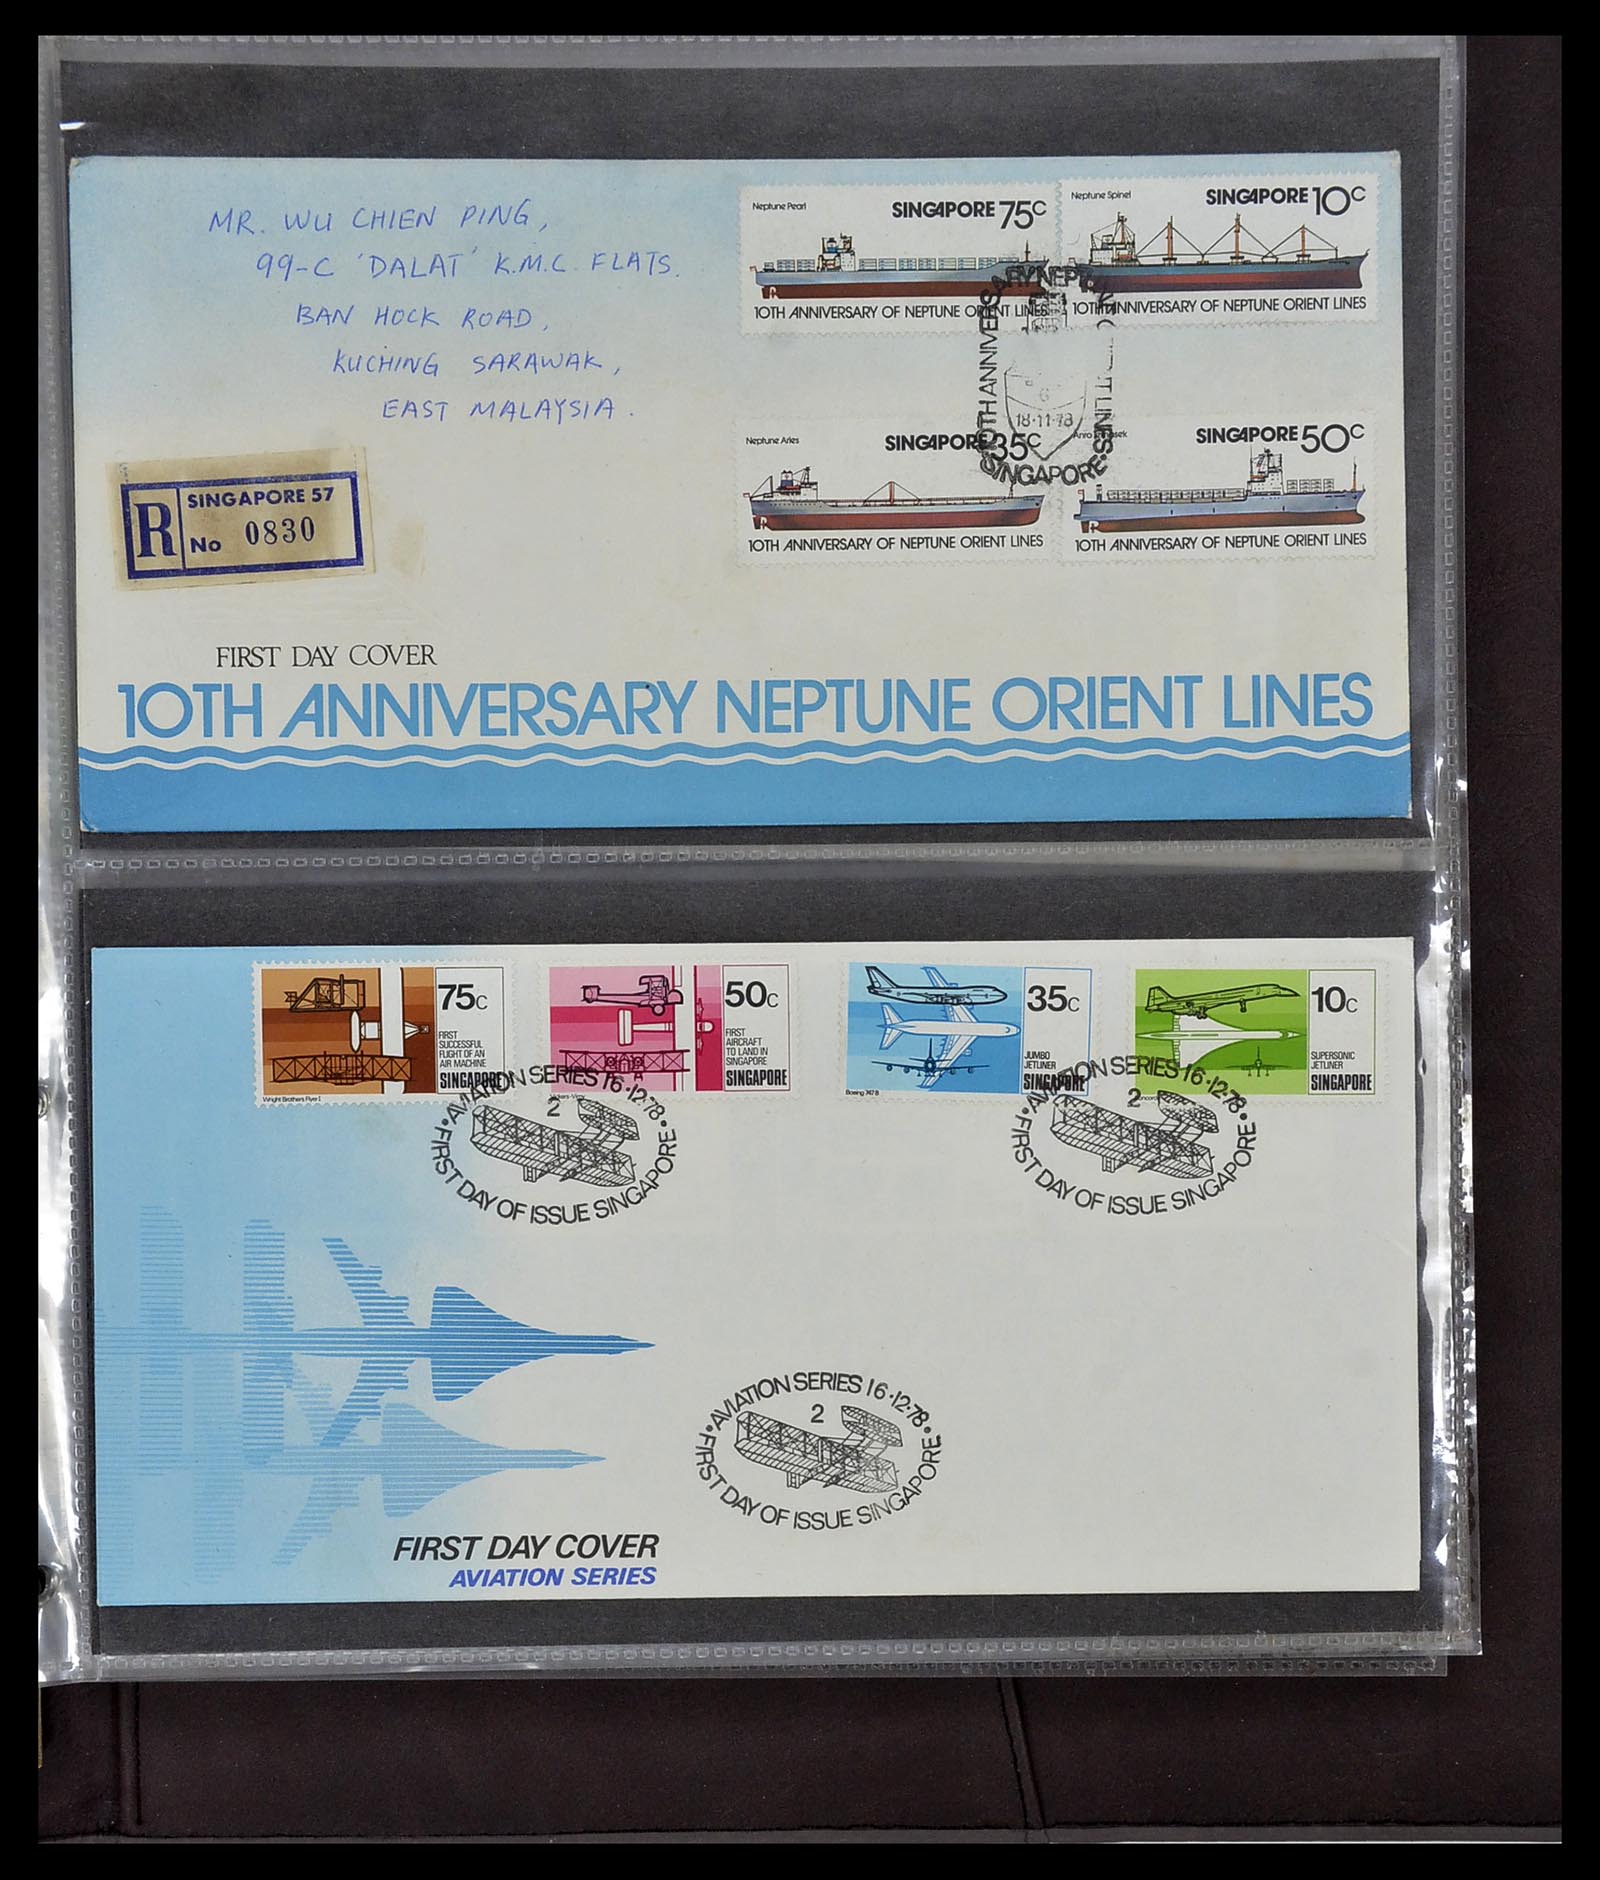 MR. WU CHIEN PING,
99-C 'DALAT' K.M.C. FLATS.
BAN HOCK ROAD,
KUCHING SARAWAK,
EAST MALAYSIA.
R SINGAPORE 57
No 0830
Neptune Pearl
SINGAPORE 75C
10TH ANNIVERSARY OF NEPTUNE ORIENT LINES
Neptune Spinel
SINGAPORE 10C
10TH ANNIVERSARY OF NEPTUNE ORIENT LINES
Neptune Aries
SINGAPORE 35C
10TH ANNIVERSARY OF NEPTUNE ORIENT LINES
SINGAPORE 50C
10TH ANNIVERSARY OF NEPTUNE ORIENT LINES
10TH ANNIVERSARY NEPTUNE ORIENT LINES
6
18·11·78
SINGAPORE
FIRST DAY COVER
10TH ANNIVERSARY NEPTUNE ORIENT LINES
75C
FIRST
SUCCESSFUL
FLIGHT OF AN
AIR MACHINE
SINGAPORE
Wright Brothers Flyer I
50C
FIRST
AIRCRAFT
TO LAND IN
SINGAPORE
SINGAPORE
35C
JUMBO
JETLINER
SINGAPORE
Boeing 747 B
10C
SUPERSONIC
JETLINER
SINGAPORE
AVIATION SERIES 16·12·78
2
FIRST DAY OF ISSUE SINGAPORE
AVIATION SERIES 16·12·78
2
FIRST DAY OF ISSUE SINGAPORE
AVIATION SERIES 16·12·78
2
FIRST DAY OF ISSUE SINGAPORE
FIRST DAY COVER
AVIATION SERIES